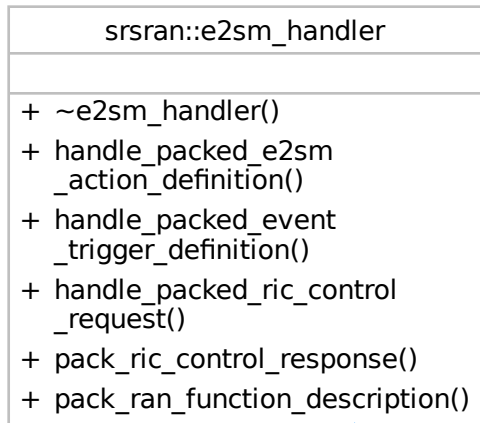 srsran::e2sm_handler
+ ~e2sm_handler()
+ handle_packed_e2sm
_action_definition()
+ handle_packed_event
_trigger_definition()
+ handle_packed_ric_control
_request()
+ pack_ric_control_response()
+ pack_ran_function_description()